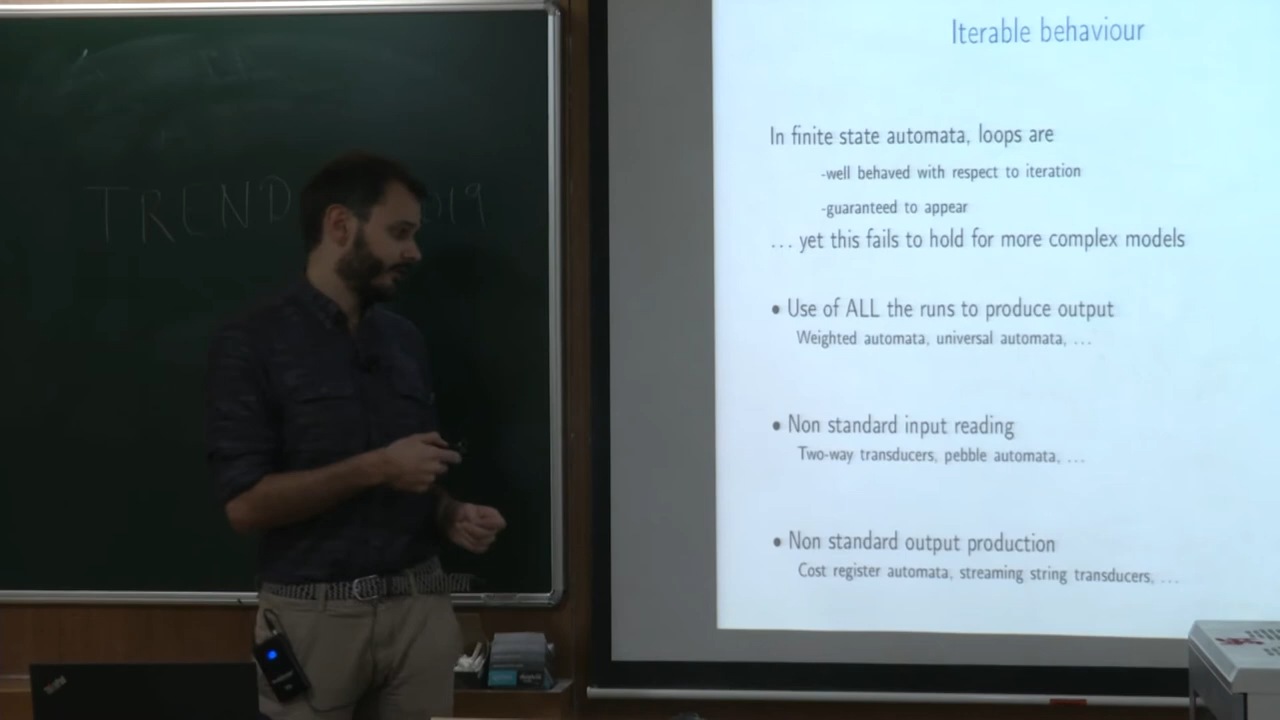 TREND 019
Iterable behaviour
In finite state automata, loops are
-well behaved with respect to iteration
-guaranteed to appear
... yet this fails to hold for more complex models
• Use of ALL the runs to produce output
Weighted automata, universal automata, ...
• Non standard input reading
Two-way transducers, pebble automata, ...
• Non standard output production
Cost register automata, streaming string transducers, ...